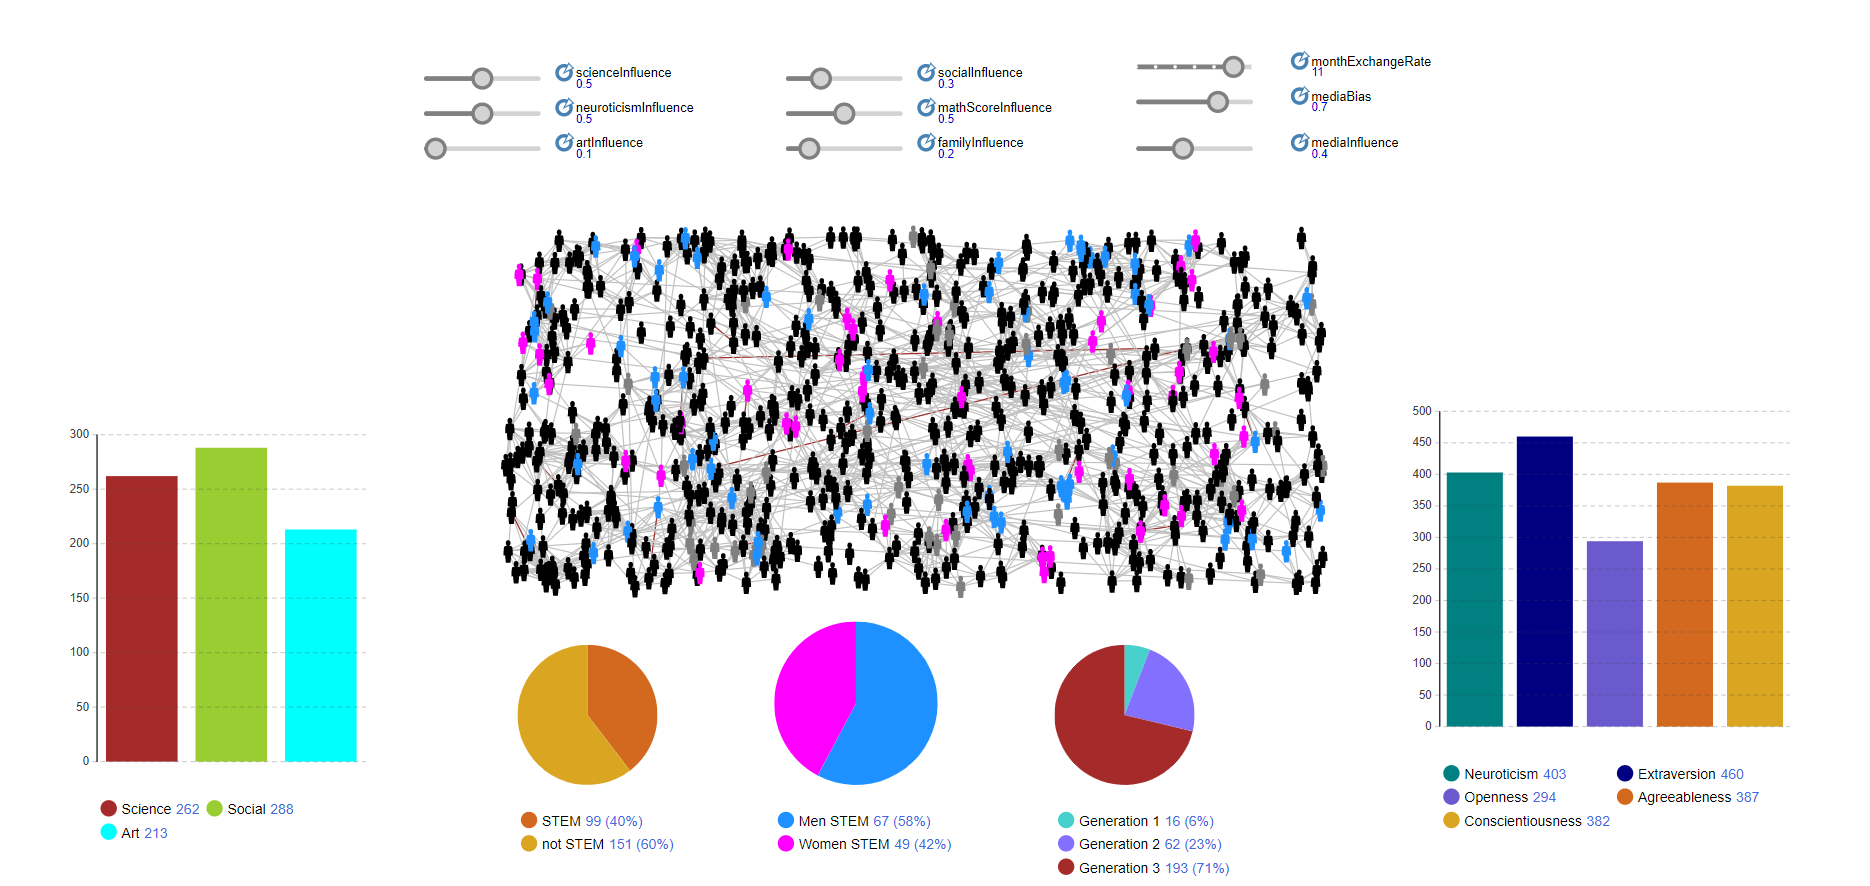 scienceInfluence
0.5
neuroticismInfluence
0.5
artInfluence
0.1
socialInfluence
0.3
mathScoreInfluence
0.5
familyInfluence
0.2
monthExchangeRate
11
mediaBias
0.7
mediaInfluence
0.4
300
250
200
150
100
50
0
Science 262 Social 288
Art 213
STEM 99 (40%)
not STEM 151 (60%)
Men STEM 67 (58%)
Women STEM 49 (42%)
Generation 1 16 (6%)
Generation 2 62 (23%)
Generation 3 193 (71%)
500
450
400
350
300
250
200
150
100
50
0
Neuroticism 403 Extraversion 460
Openness 294 Agreeableness 387
Conscientiousness 382